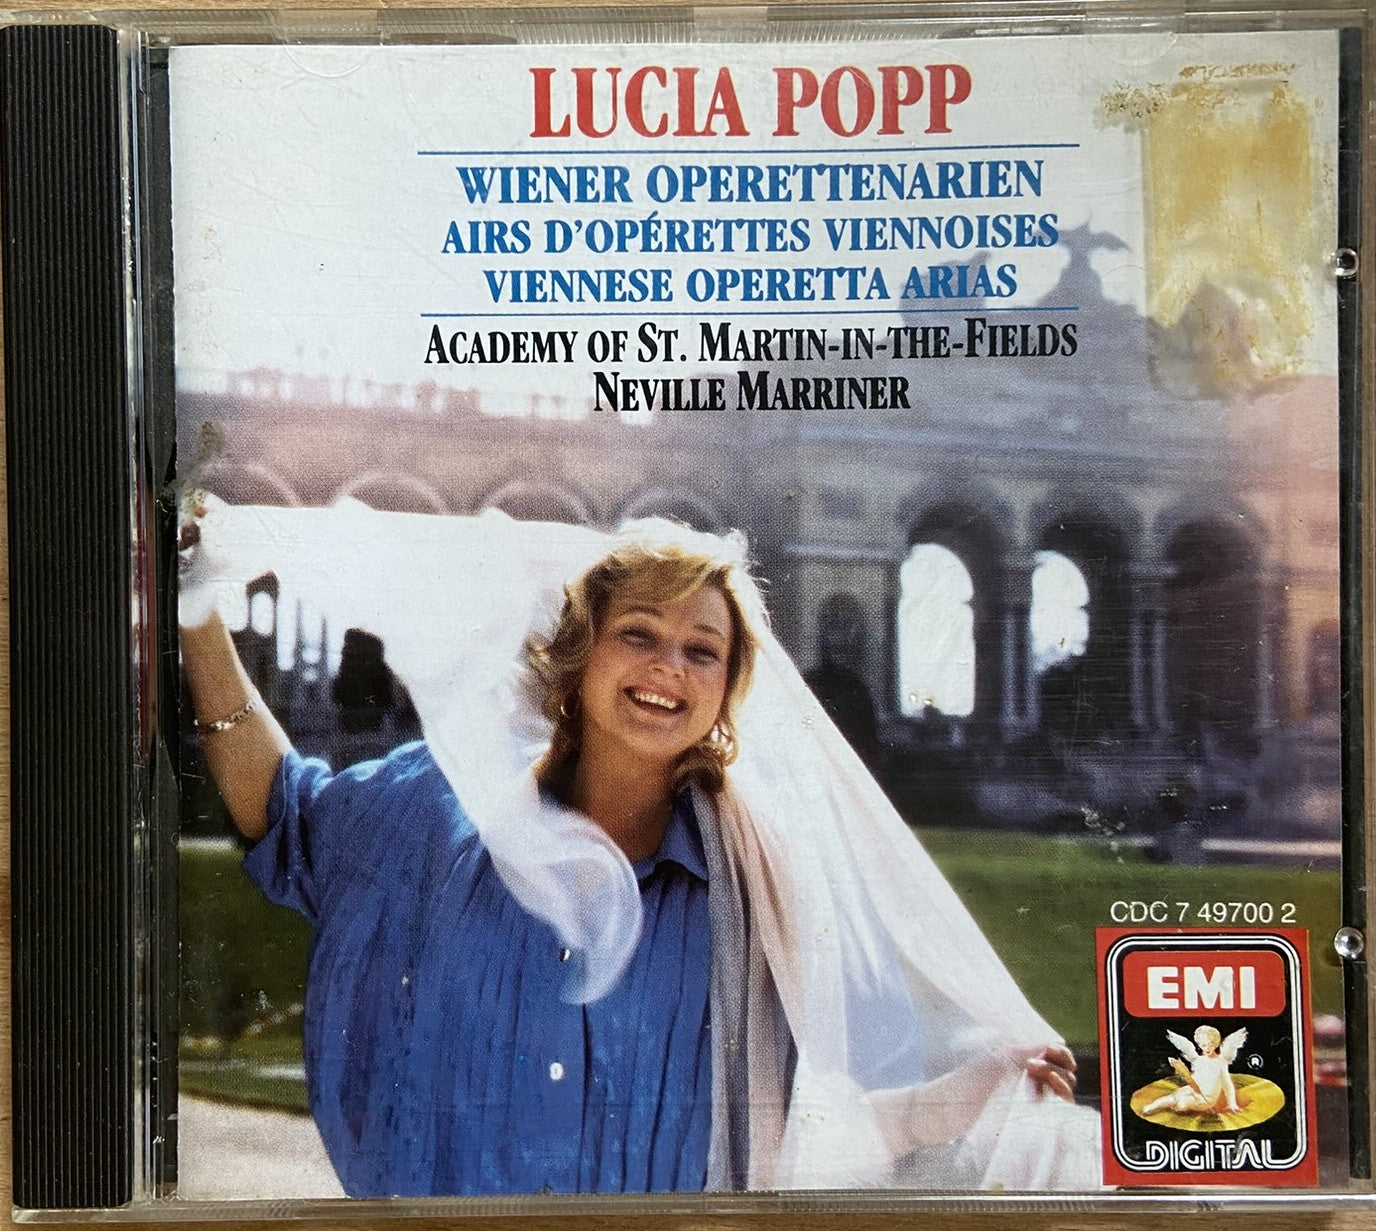 LUCIA POPP
WIENER OPERETTENARIEN
AIRS D'OPÉRETTES VIENNOISES
VIENNESE OPERETTA ARIAS
ACADEMY OF ST. MARTIN-IN-THE-FIELDS
NEVILLE MARRINER
CDC 7 49700 2
EMI
®
DIGITAL